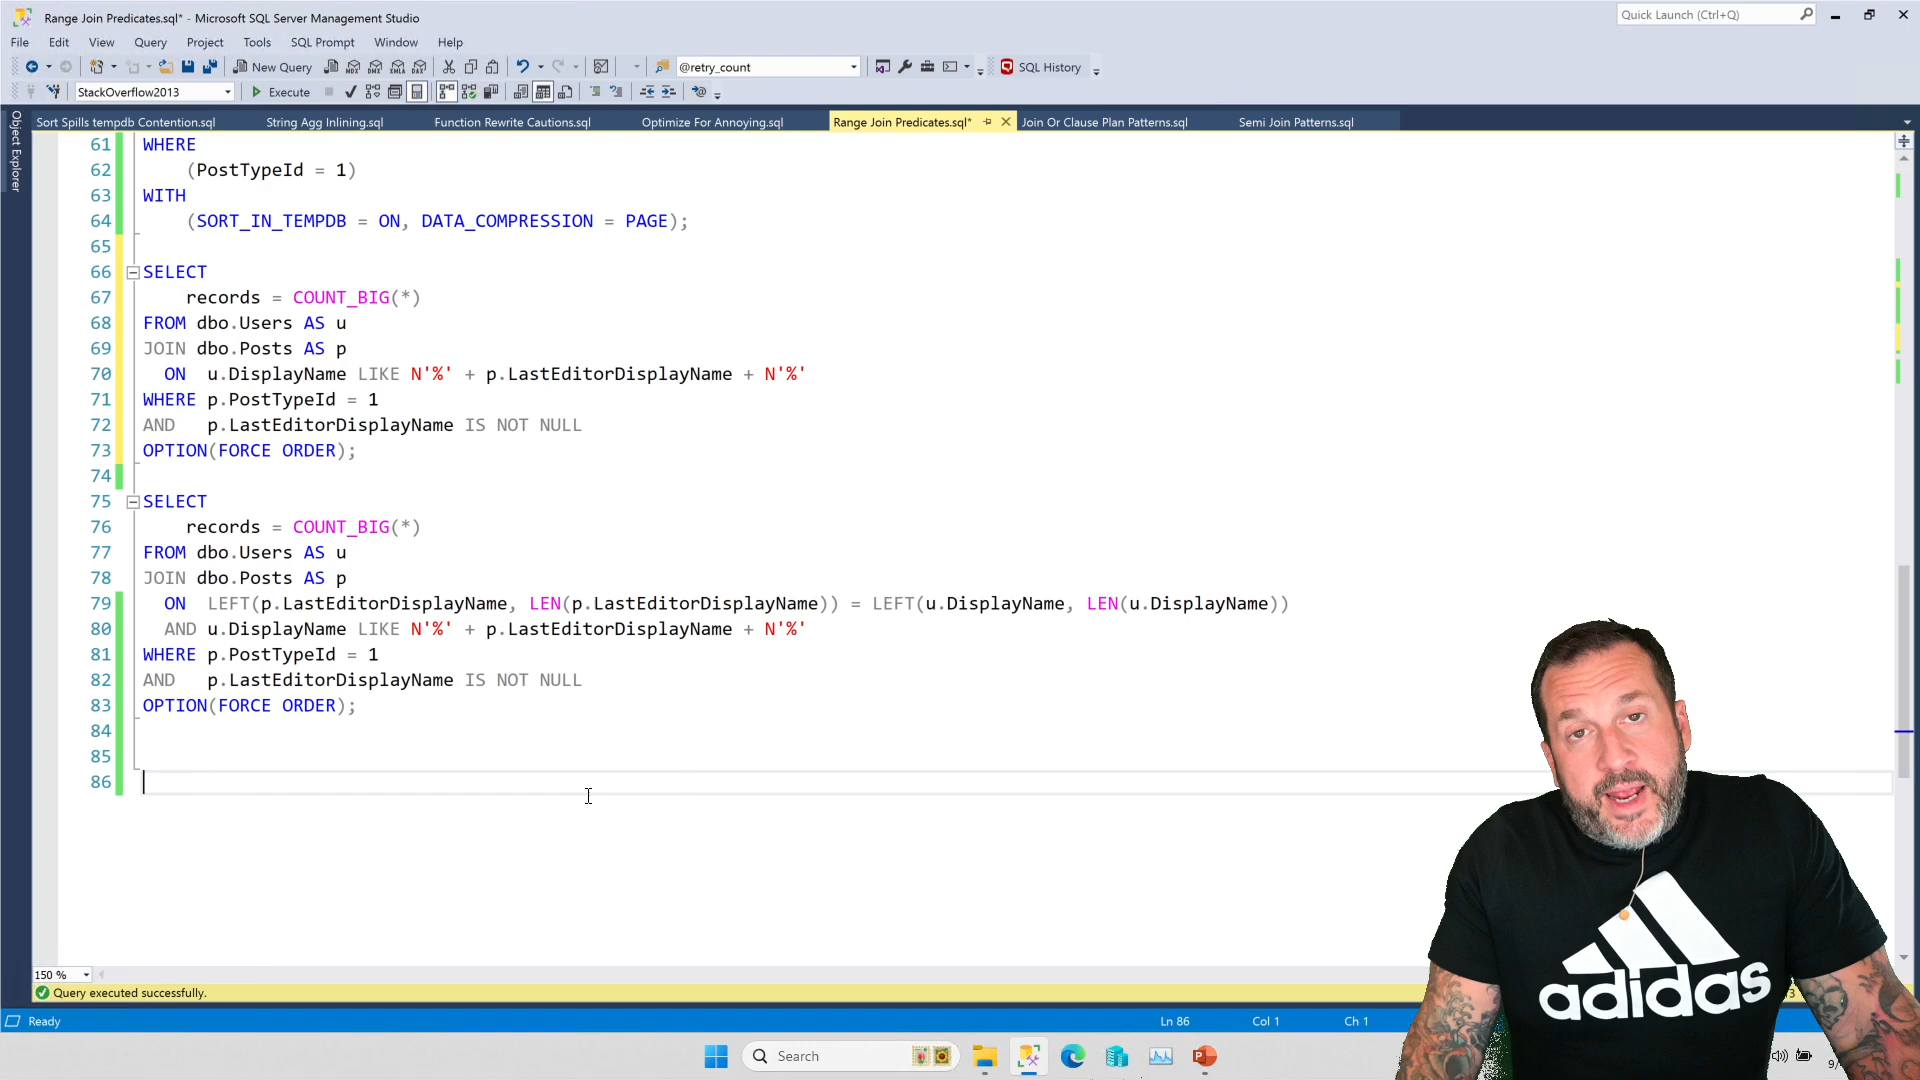 Range Join Predicates.sql* - Microsoft SQL Server Management Studio
Quick Launch (Ctrl+Q)
File Edit View Query Project Tools SQL Prompt Window Help
New Query
MDX DMX XMLA DAX
@retry_count
SQL History
StackOverflow2013
Execute
Object Explorer
Sort Spills tempdb Contention.sql String Agg Inlining.sql Function Rewrite Cautions.sql Optimize For Annoying.sql Range Join Predicates.sql* Join Or Clause Plan Patterns.sql Semi Join Patterns.sql
61 WHERE
62 (PostTypeId = 1)
63 WITH
64 (SORT_IN_TEMPDB = ON, DATA_COMPRESSION = PAGE);
65
66 SELECT
67 records = COUNT_BIG(*)
68 FROM dbo.Users AS u
69 JOIN dbo.Posts AS p
70 ON u.DisplayName LIKE N'%' + p.LastEditorDisplayName + N'%'
71 WHERE p.PostTypeId = 1
72 AND p.LastEditorDisplayName IS NOT NULL
73 OPTION(FORCE ORDER);
74
75 SELECT
76 records = COUNT_BIG(*)
77 FROM dbo.Users AS u
78 JOIN dbo.Posts AS p
79 ON LEFT(p.LastEditorDisplayName, LEN(p.LastEditorDisplayName)) = LEFT(u.DisplayName, LEN(u.DisplayName))
80 AND u.DisplayName LIKE N'%' + p.LastEditorDisplayName + N'%'
81 WHERE p.PostTypeId = 1
82 AND p.LastEditorDisplayName IS NOT NULL
83 OPTION(FORCE ORDER);
84
85
86
150 %
Query executed successfully.
adidas
Ready Ln 86 Col 1 Ch 1
Search
9/